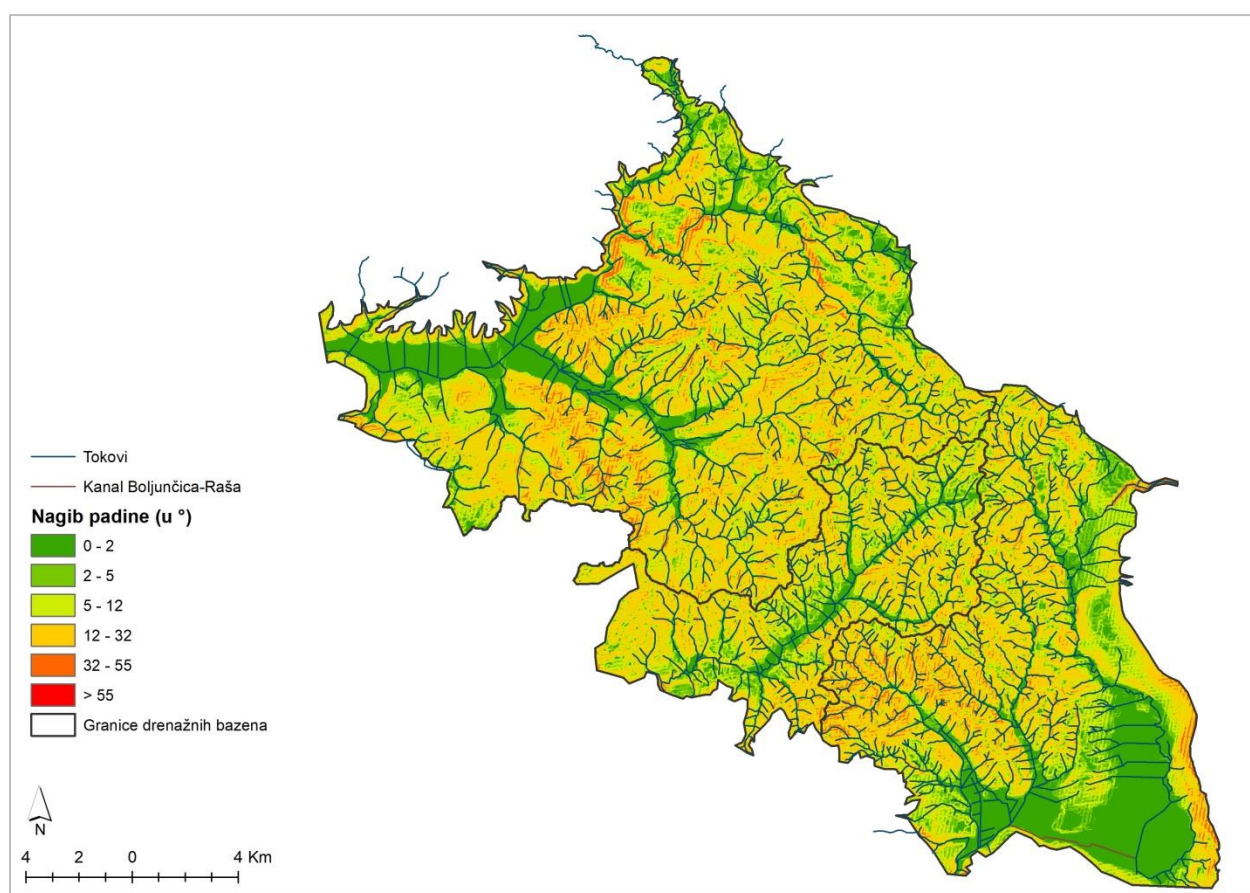 Tokovi
Kanal Boljunčica-Raša
Nagib padine (u °)
0 - 2
2 - 5
5 - 12
12 - 32
32 - 55
> 55
Granice drenažnih bazena
N
4 2 0 4 Km